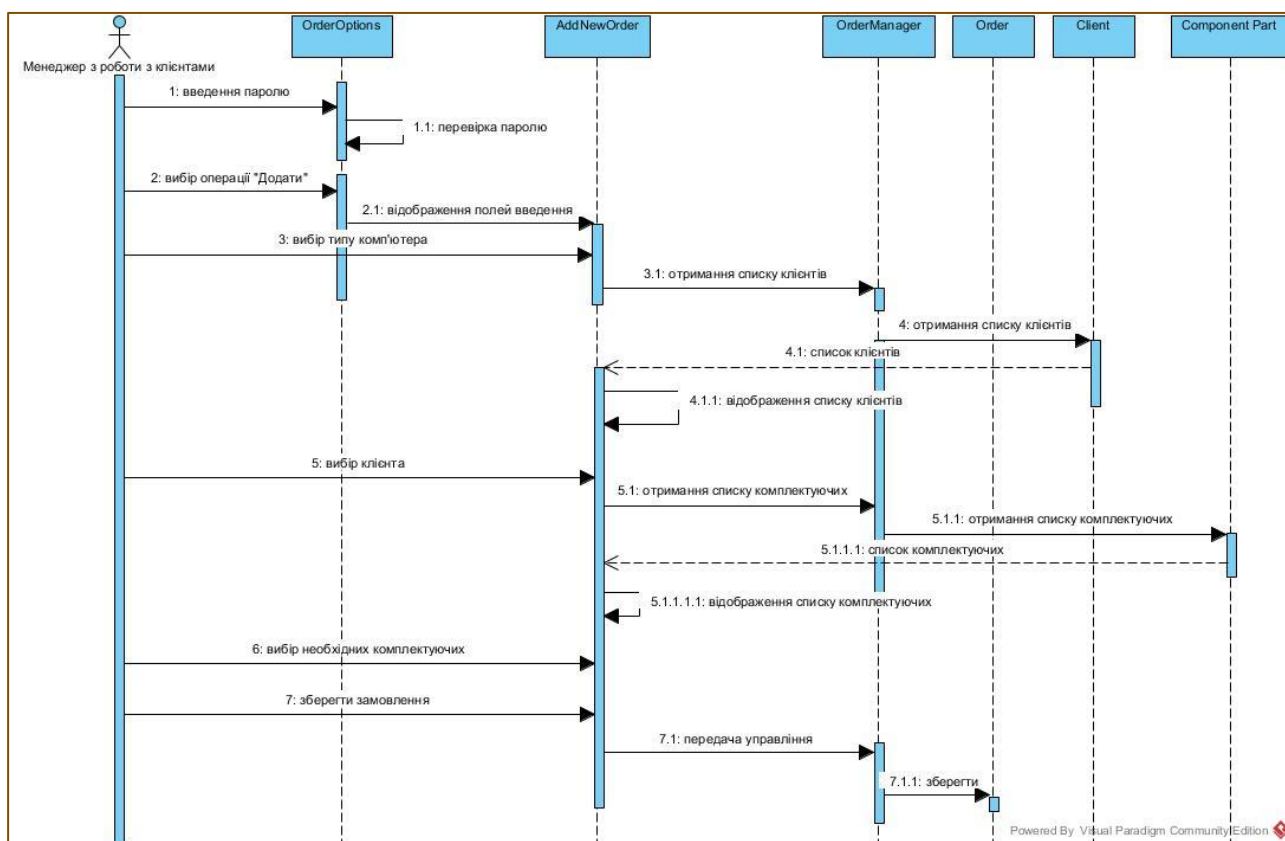 OrderOptions
AddNewOrder
OrderManager
Order
Client
Component Part
Менеджер з роботи з клієнтами
1: введення паролю
1.1: перевірка паролю
2: вибір операції "Додати"
2.1: відображення полей введення
3: вибір типу комп'ютера
3.1: отримання списку клієнтів
4: отримання списку клієнтів
4.1: список клієнтів
4.1.1: відображення списку клієнтів
5: вибір клієнта
5.1: отримання списку комплектуючих
5.1.1: отримання списку комплектуючих
5.1.1.1: список комплектуючих
5.1.1.1.1: відображення списку комплектуючих
6: вибір необхідних комплектуючих
7: зберегти замовлення
7.1: передача управління
7.1.1: зберегти
Powered By Visual Paradigm Community Edition